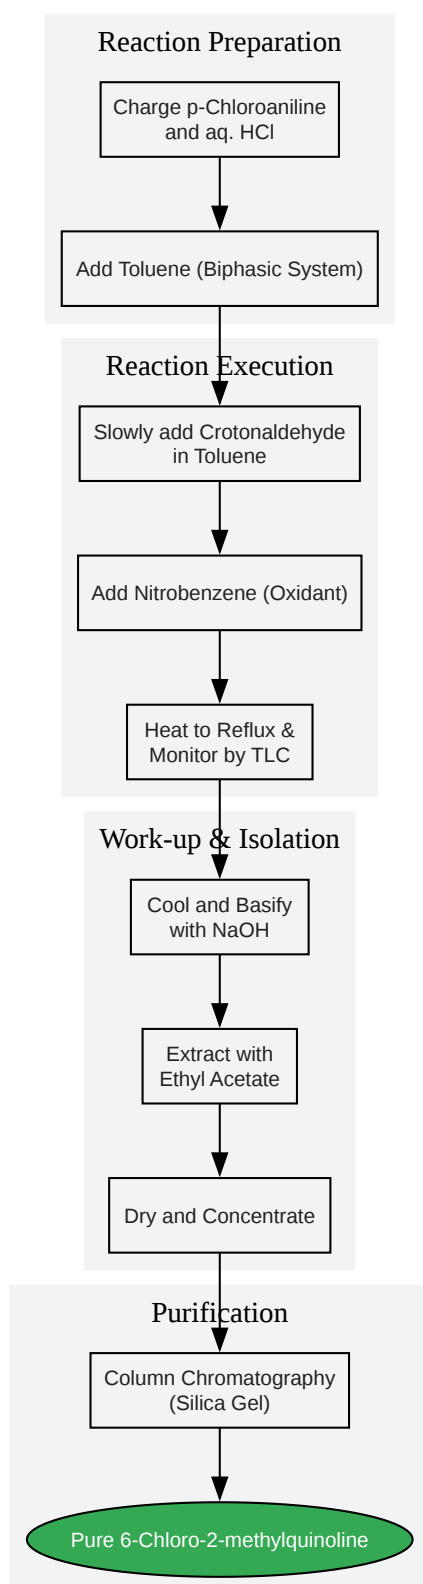 Reaction Preparation
Charge p-Chloroaniline
and aq. HCl
Add Toluene (Biphasic System)
Reaction Execution
Slowly add Crotonaldehyde
in Toluene
Add Nitrobenzene (Oxidant)
Heat to Reflux &
Monitor by TLC
Work-up & Isolation
Cool and Basify
with NaOH
Extract with
Ethyl Acetate
Dry and Concentrate
Purification
Column Chromatography
(Silica Gel)
Pure 6-Chloro-2-methylquinoline